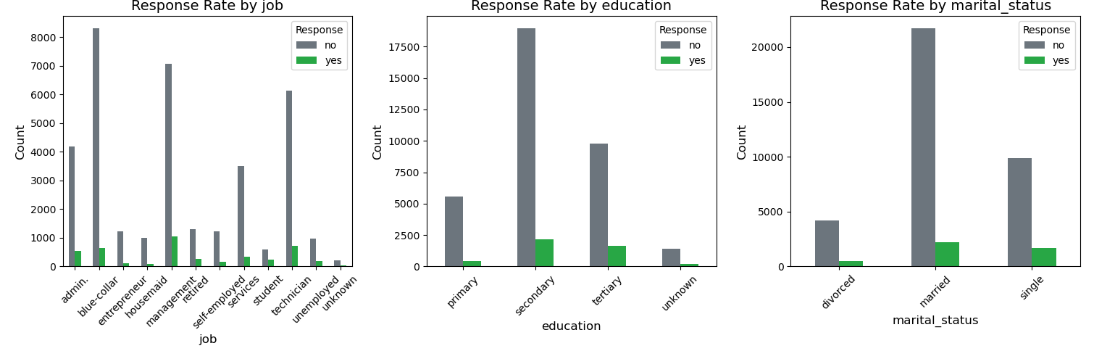 Response Rate by job
Response
no
yes
Count
8000
7000
6000
5000
4000
3000
2000
1000
0
admin.
blue-collar
entrepreneur
housemaid
management
retired
self-employed
services
student
technician
unemployed
unknown
job
Response Rate by education
Response
no
yes
Count
17500
15000
12500
10000
7500
5000
2500
0
primary
secondary
tertiary
unknown
education
Response Rate by marital_status
Response
no
yes
Count
20000
15000
10000
5000
0
divorced
married
single
marital_status